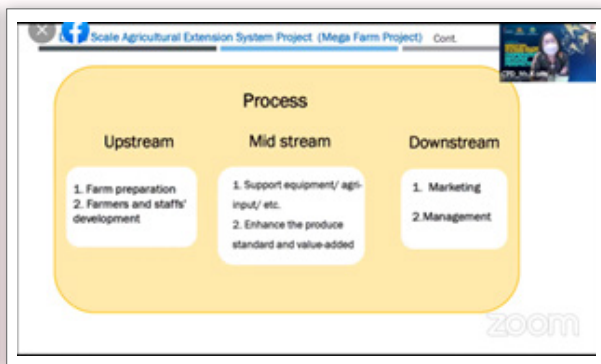 Scale Agricultural Extension System Project (Mega Farm Project) Cont.
Process
Upstream
Mid stream
Downstream
1. Farm preparation
2. Farmers and staffs'
development
1. Support equipment/ agri-
input/ etc.
2. Enhance the produce
standard and value-added
1. Marketing
2.Management
zoom